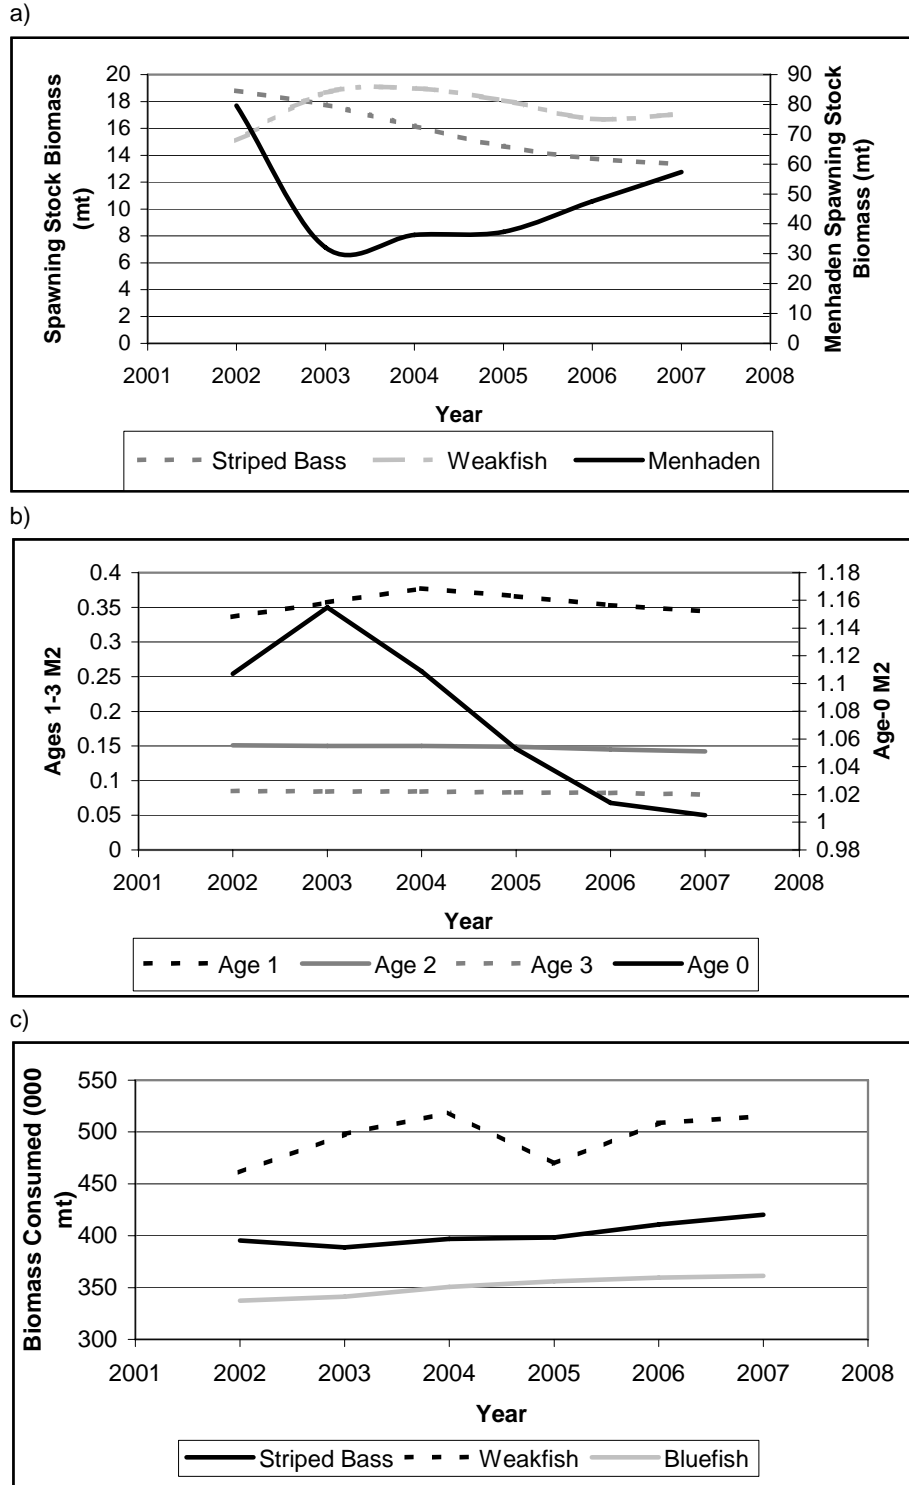 a)
Spawning Stock Biomass
(mt)
20
18
16
14
12
10
8
6
4
2
0
90
80
70
60
50
40
30
20
10
0
Menhaden Spawning Stock
Biomass (mt)
2001 2002 2003 2004 2005 2006 2007 2008
Year
Striped Bass Weakfish Menhaden
b)
Ages 1-3 M2
0.4
0.35
0.3
0.25
0.2
0.15
0.1
0.05
0
1.18
1.16
1.14
1.12
1.1
1.08
1.06
1.04
1.02
1
0.98
Age-0 M2
2001 2002 2003 2004 2005 2006 2007 2008
Year
Age 1 Age 2 Age 3 Age 0
c)
Biomass Consumed (000
mt)
550
500
450
400
350
300
2001 2002 2003 2004 2005 2006 2007 2008
Year
Striped Bass Weakfish Bluefish